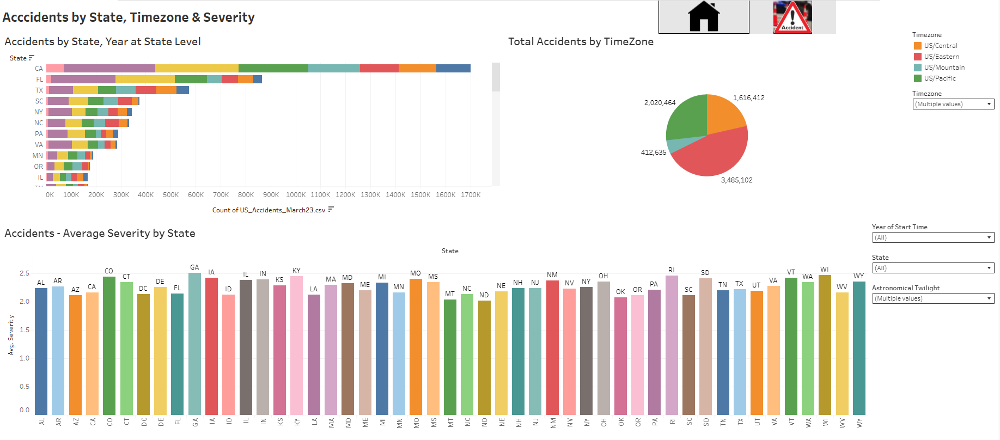 Acccidents by State, Timezone & Severity
Accident
Accidents by State, Year at State Level
State
CA
FL
TX
SC
NY
NC
PA
VA
MN
OR
IL
0K 100K 200K 300K 400K 500K 600K 700K 800K 900K 1000K 1100K 1200K 1300K 1400K 1500K 1600K 1700K
Count of US_Accidents_March23.csv
Total Accidents by TimeZone
2,020,464
1,616,412
412,635
3,485,102
Timezone
US/Central
US/Eastern
US/Mountain
US/Pacific
Timezone
(Multiple values)
Accidents - Average Severity by State
State
Avg. Severity
2.5
2.0
1.5
1.0
0.5
0.0
AL AR AZ CA CO CT DC DE FL GA IA ID IL IN KS KY LA MA MD ME MI MN MO MS MT NC ND NE NH NJ NM NV NY OH OK OR PA RI SC SD TN TX UT VA VT WA WI WV WY
AL AR AZ CA CO CT DC DE FL GA IA ID IL IN KS KY LA MA MD ME MI MN MO MS MT NC ND NE NH NJ NM NV NY OH OK OR PA RI SC SD TN TX UT VA VT WA WI WV WY
Year of Start Time
(All)
State
(All)
Astronomical Twilight
(Multiple values)